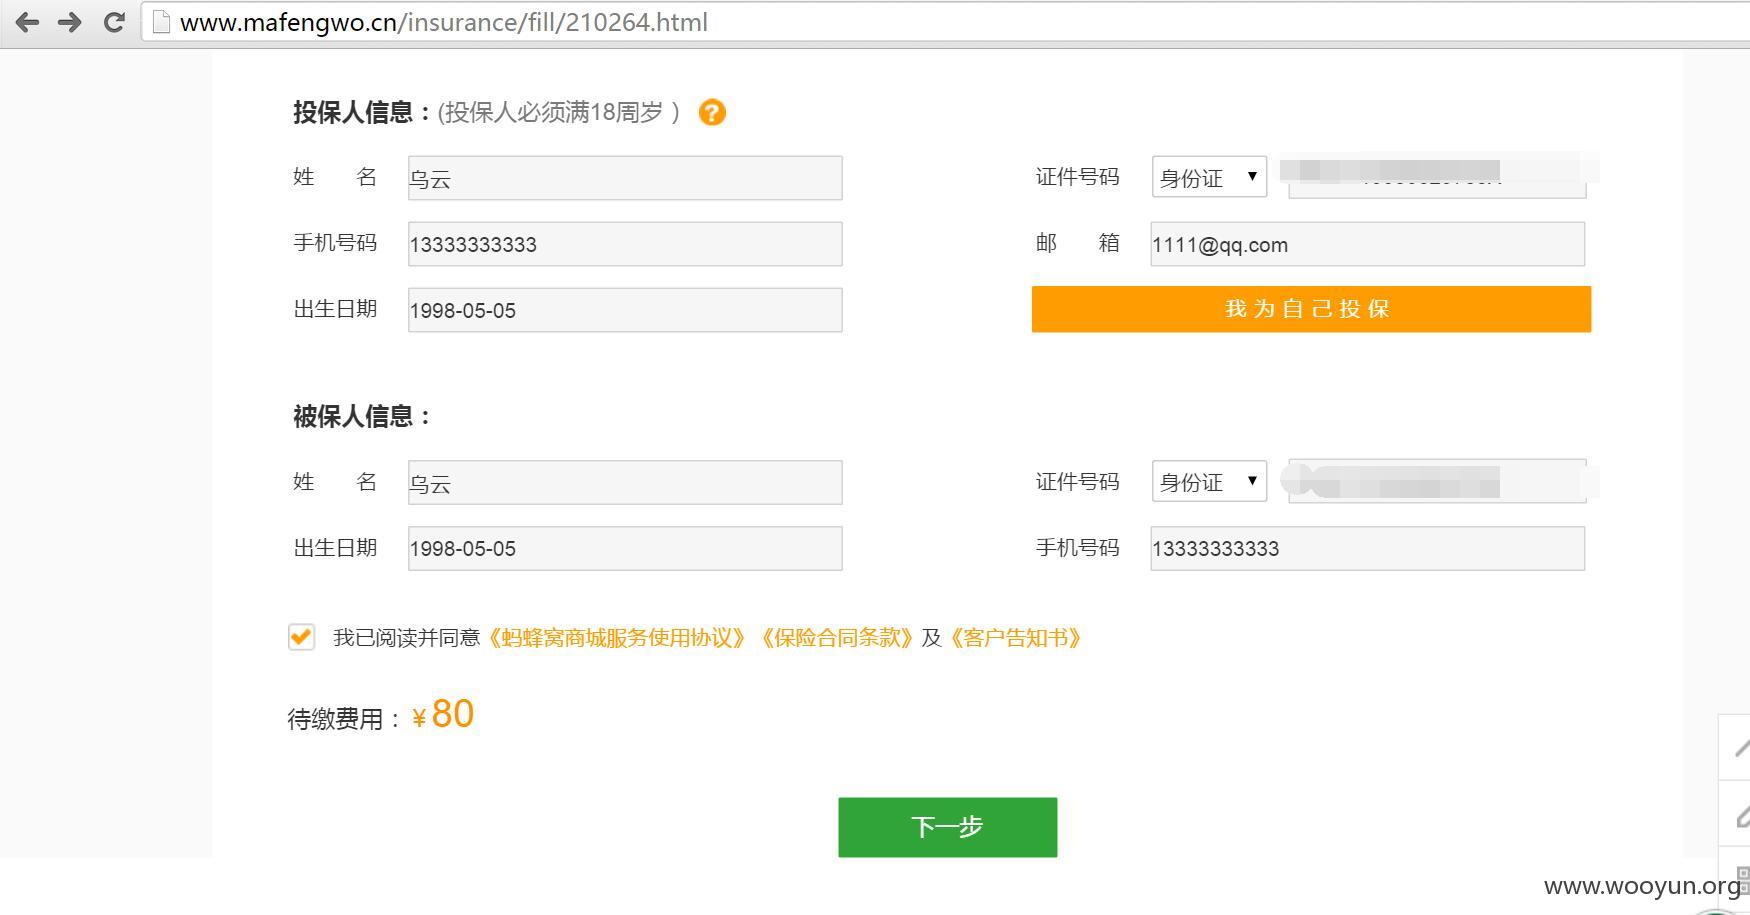 www.mafengwo.cn/insurance/fill/210264.html
投保人信息：(投保人必须满18周岁 ) ?
姓 名 乌云 证件号码 身份证
手机号码 13333333333 邮 箱 1111@qq.com
出生日期 1998-05-05 我为自己投保
被保人信息：
姓 名 乌云 证件号码 身份证
出生日期 1998-05-05 手机号码 13333333333
我已阅读并同意《蚂蜂窝商城服务使用协议》《保险合同条款》及《客户告知书》
待缴费用：¥80
下一步
www.wooyun.org